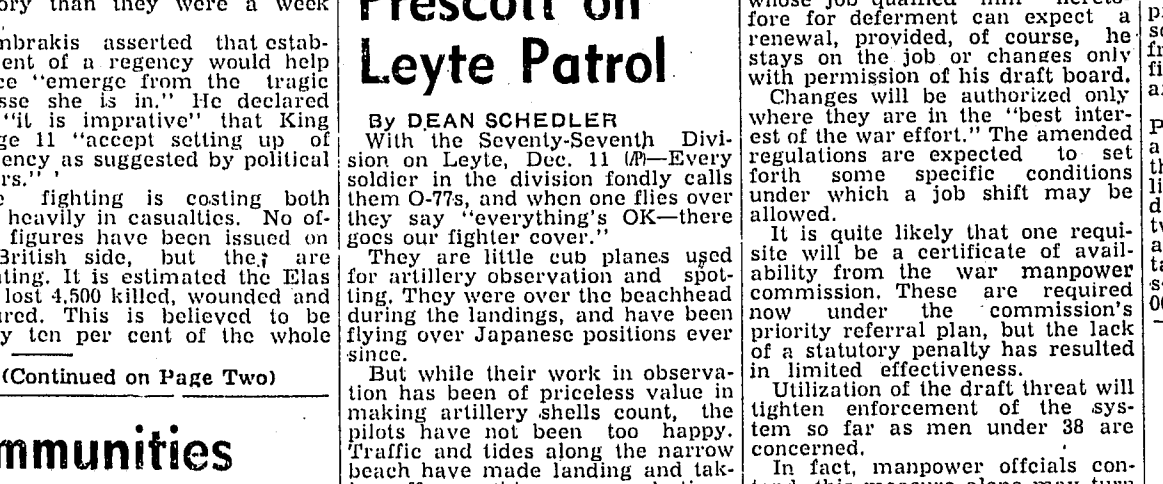 ory than they were a week
mbrakis asserted that estab-
ent of a regency would help
ce "emerge from the tragic
sse she is in." He declared
"it is imprative" that King
ge 11 "accept setting up of
ency as suggested by political
rs."
fighting is costing both
heavily in casualties. No of-
figures have been issued on
British side, but they are
ating. It is estimated the Elas
lost 4,500 killed, wounded and
ured. This is believed to be
y ten per cent of the whole
(Continued on Page Two)
mmunities
Prescott on
Leyte Patrol
By DEAN SCHEDLER
With the Seventy-Seventh Divi-
sion on Leyte, Dec. 11 (AP)—Every
soldier in the division fondly calls
them O-77s, and when one flies over
they say "everything's OK—there
goes our fighter cover."
They are little cub planes used
for artillery observation and spot-
ting. They were over the beachhead
during the landings, and have been
flying over Japanese positions ever
since.
But while their work in observa-
tion has been of priceless value in
making artillery shells count, the
pilots have not been too happy.
Traffic and tides along the narrow
beach have made landing and tak-
whose job qualified him hereto-
fore for deferment can expect a
renewal, provided, of course, he
stays on the job or changes only
with permission of his draft board.
Changes will be authorized only
where they are in the "best inter-
est of the war effort." The amended
regulations are expected to set
forth some specific conditions
under which a job shift may be
allowed.
It is quite likely that one requi-
site will be a certificate of avail-
ability from the war manpower
commission. These are required
now under the commission's
priority referral plan, but the lack
of a statutory penalty has resulted
in limited effectiveness.
Utilization of the draft threat will
tighten enforcement of the sys-
tem so far as men under 38 are
concerned.
In fact, manpower offcials con-